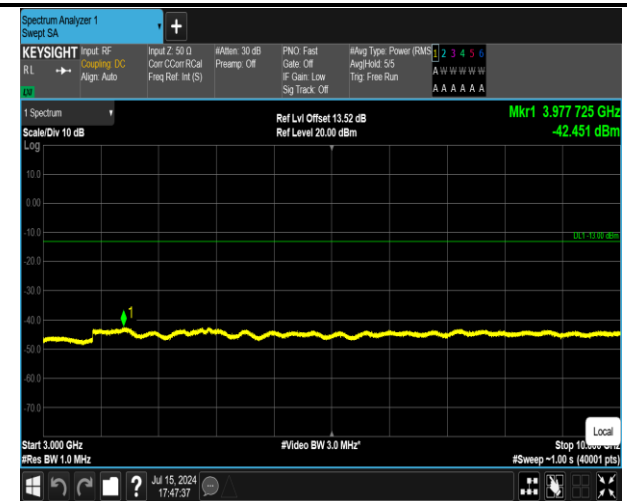 Spectrum Analyzer 1
Swept SA
+
KEYSIGHT Input: RF Input Z: 50 Ω #Atten: 30 dB PNO: Fast #Avg Type: Power (RMS 1 2 3 4 5 6
RL Coupling: DC Corr CCorr RCal Preamp: Off Gate: Off Avg|Hold: 5/5 A W W W W W
Align: Auto Freq Ref: Int (S) IF Gain: Low Trig: Free Run
Sig Track: Off A A A A A A
1 Spectrum Ref Lvl Offset 13.52 dB Mkr1 3.977 725 GHz
Scale/Div 10 dB Ref Level 20.00 dBm -42.451 dBm
Log
10.0
0.00
-10.0
DL1 -13.00 dBm
-20.0
-30.0
-40.0
1
-50.0
-60.0
-70.0
Local
Start 3.000 GHz #Video BW 3.0 MHz* Stop 10.000 GHz
#Res BW 1.0 MHz #Sweep ~1.00 s (40001 pts)
? Jul 15, 2024
17:47:37